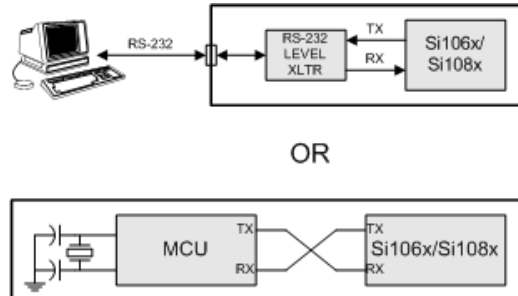 RS-232
RS-232
LEVEL
XLTR
TX
RX
Si106x/
Si108x
OR
MCU
TX
RX
TX
RX
Si106x/Si108x